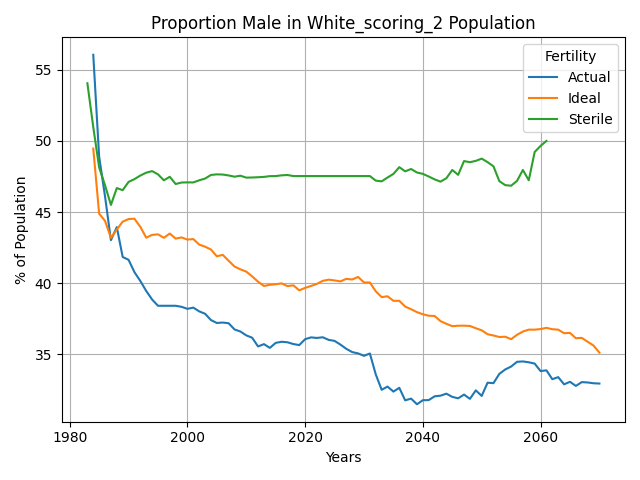 Proportion Male in White_scoring_2 Population
Fertility
Actual
Ideal
Sterile
% of Population
55
50
45
40
35
1980
2000
2020
2040
2060
Years